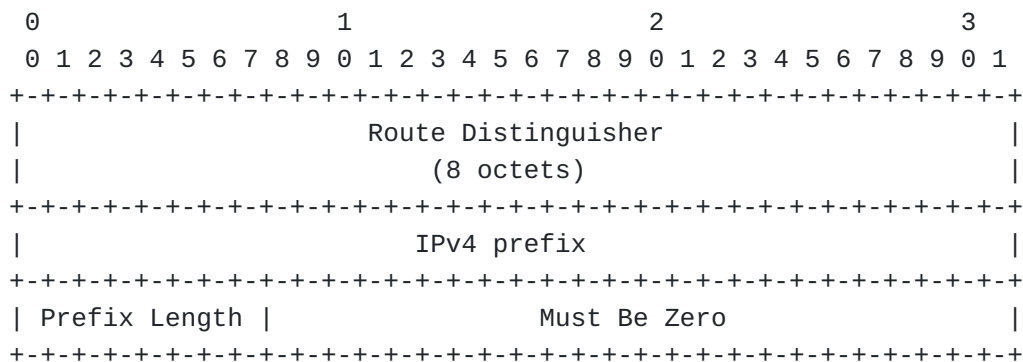 0                   1                   2                   3
 0 1 2 3 4 5 6 7 8 9 0 1 2 3 4 5 6 7 8 9 0 1 2 3 4 5 6 7 8 9 0 1
+-+-+-+-+-+-+-+-+-+-+-+-+-+-+-+-+-+-+-+-+-+-+-+-+-+-+-+-+-+-+-+-+
|                      Route Distinguisher                      |
|                          (8 octets)                           |
+-+-+-+-+-+-+-+-+-+-+-+-+-+-+-+-+-+-+-+-+-+-+-+-+-+-+-+-+-+-+-+-+
|                         IPv4 prefix                           |
+-+-+-+-+-+-+-+-+-+-+-+-+-+-+-+-+-+-+-+-+-+-+-+-+-+-+-+-+-+-+-+-+
| Prefix Length |                 Must Be Zero                  |
+-+-+-+-+-+-+-+-+-+-+-+-+-+-+-+-+-+-+-+-+-+-+-+-+-+-+-+-+-+-+-+-+